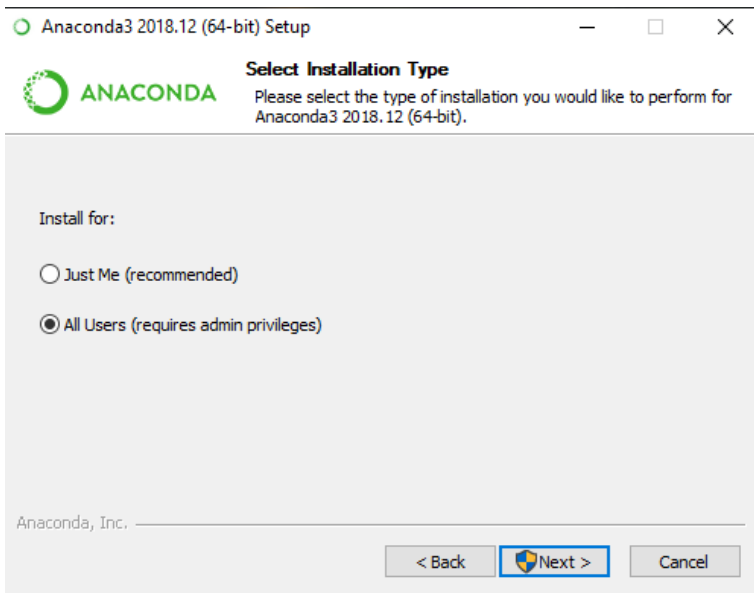 Anaconda3 2018.12 (64-bit) Setup
ANACONDA
Select Installation Type
Please select the type of installation you would like to perform for
Anaconda3 2018.12 (64-bit).
Install for:
Just Me (recommended)
All Users (requires admin privileges)
Anaconda, Inc.
< Back
Next >
Cancel